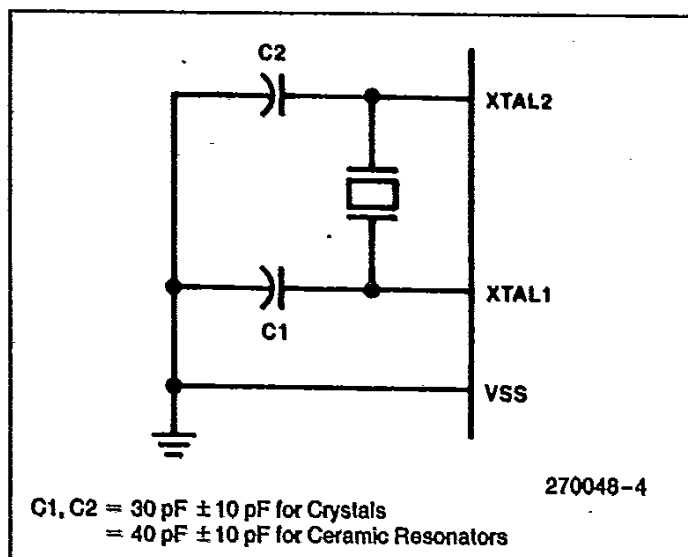 C2
XTAL2
XTAL1
C1
VSS
270048-4
C1, C2 = 30 pF ±10 pF for Crystals
= 40 pF ±10 pF for Ceramic Resonators